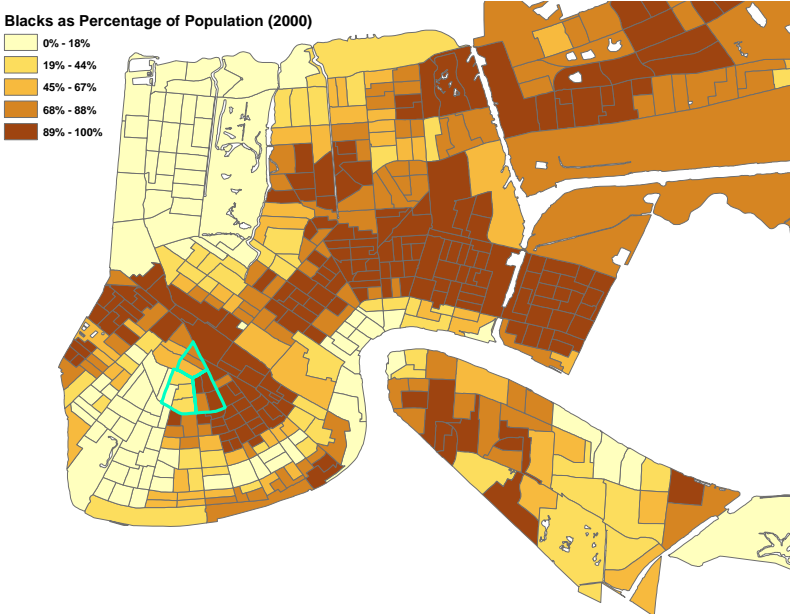 Blacks as Percentage of Population (2000)
0% - 18%
19% - 44%
45% - 67%
68% - 88%
89% - 100%